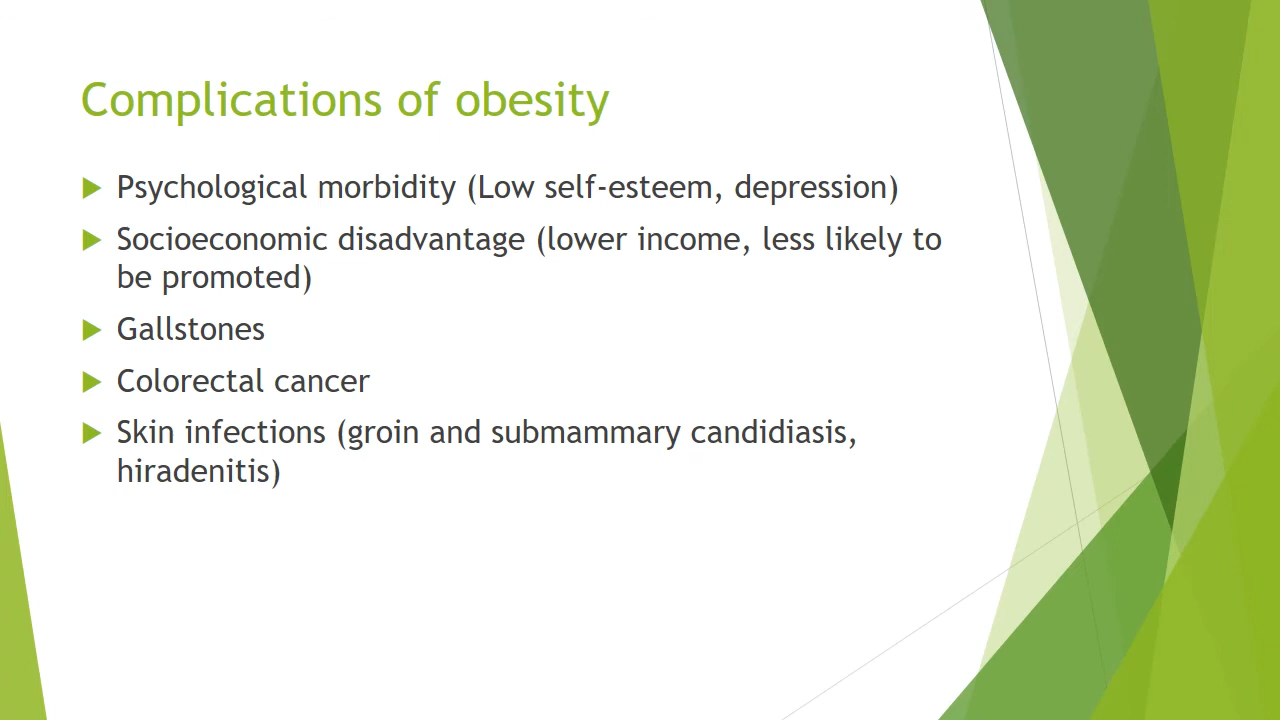 Complications of obesity
Psychological morbidity (Low self-esteem, depression)
Socioeconomic disadvantage (lower income, less likely to
be promoted)
Gallstones
Colorectal cancer
Skin infections (groin and submammary candidiasis,
hiradenitis)